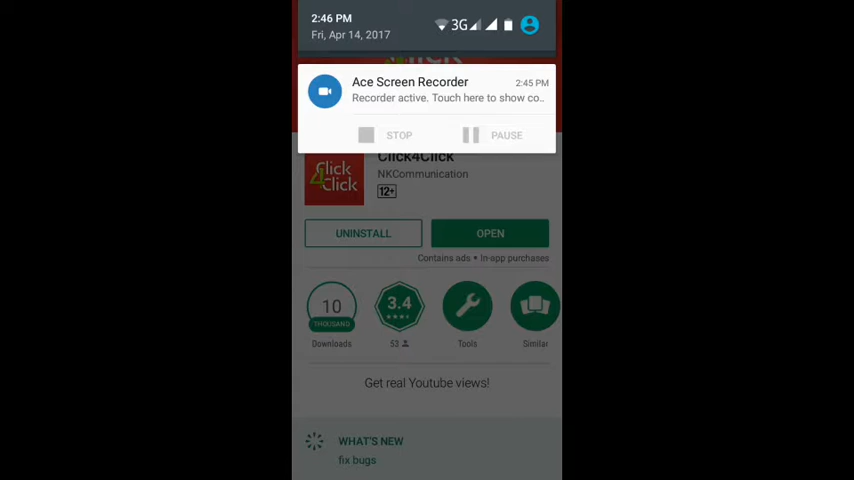 2:46 PM
3G
Fri, Apr 14, 2017
Ace Screen Recorder
2:45 PM
Recorder active. Touch here to show co..
STOP
PAUSE
Click4Click
Click
4
Click
NKCommunication
12+
UNINSTALL
OPEN
Contains ads • In-app purchases
10
THOUSAND
3.4
Downloads
53
Tools
Similar
Get real Youtube views!
WHAT'S NEW
fix bugs